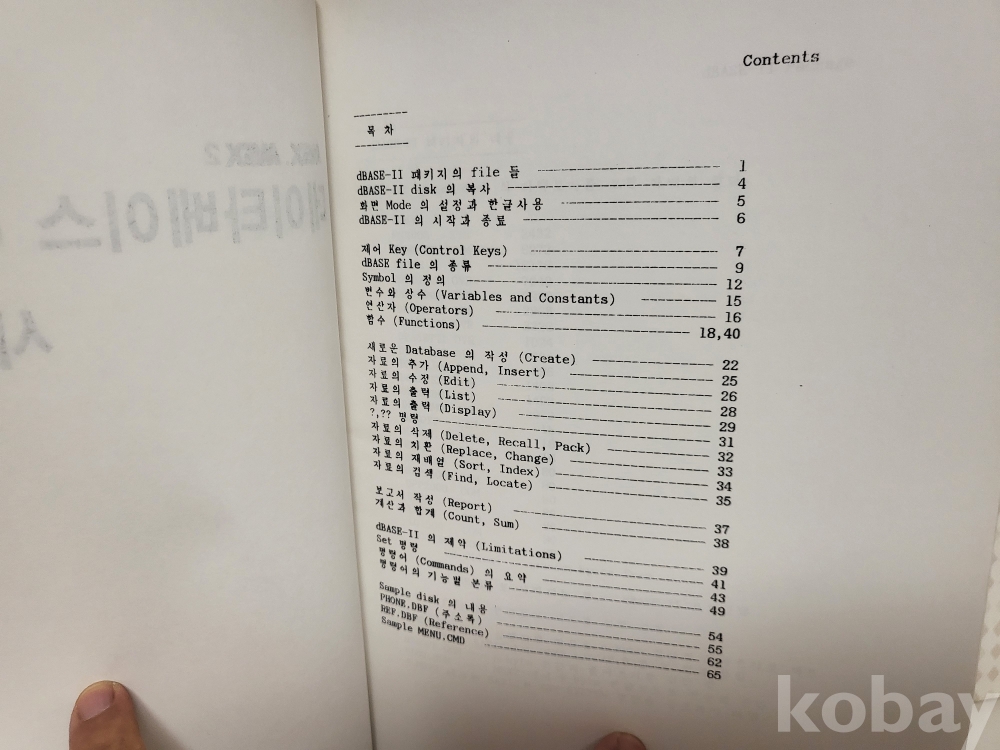 Contents
목 차
dBASE-II 패키지의 file 들 1
dBASE-II disk 의 복사 4
화면 Mode 의 설정과 한글사용 5
dBASE-II 의 시작과 종료 6
제어 Key (Control Keys) 7
dBASE file 의 종류 9
Symbol 의 정의 12
변수와 상수 (Variables and Constants) 15
연산자 (Operators) 16
함수 (Functions) 18,40
새로운 Database 의 작성 (Create) 22
자료의 추가 (Append, Insert) 25
자료의 수정 (Edit) 26
자료의 출력 (List) 28
자료의 출력 (Display) 29
?,?? 명령 31
자료의 삭제 (Delete, Recall, Pack) 32
자료의 치환 (Replace, Change) 33
자료의 재배열 (Sort, Index) 34
자료의 검색 (Find, Locate) 35
보고서 작성 (Report) 37
계산과 합계 (Count, Sum) 38
dBASE-II 의 제약 (Limitations) 39
Set 명령 41
명령어 (Commands) 의 요약 43
명령어의 기능별 분류 49
Sample disk 의 내용 54
PHONE.DBF (주소록) 55
REF.DBF (Reference) 62
Sample MENU.CMD 65
kobay